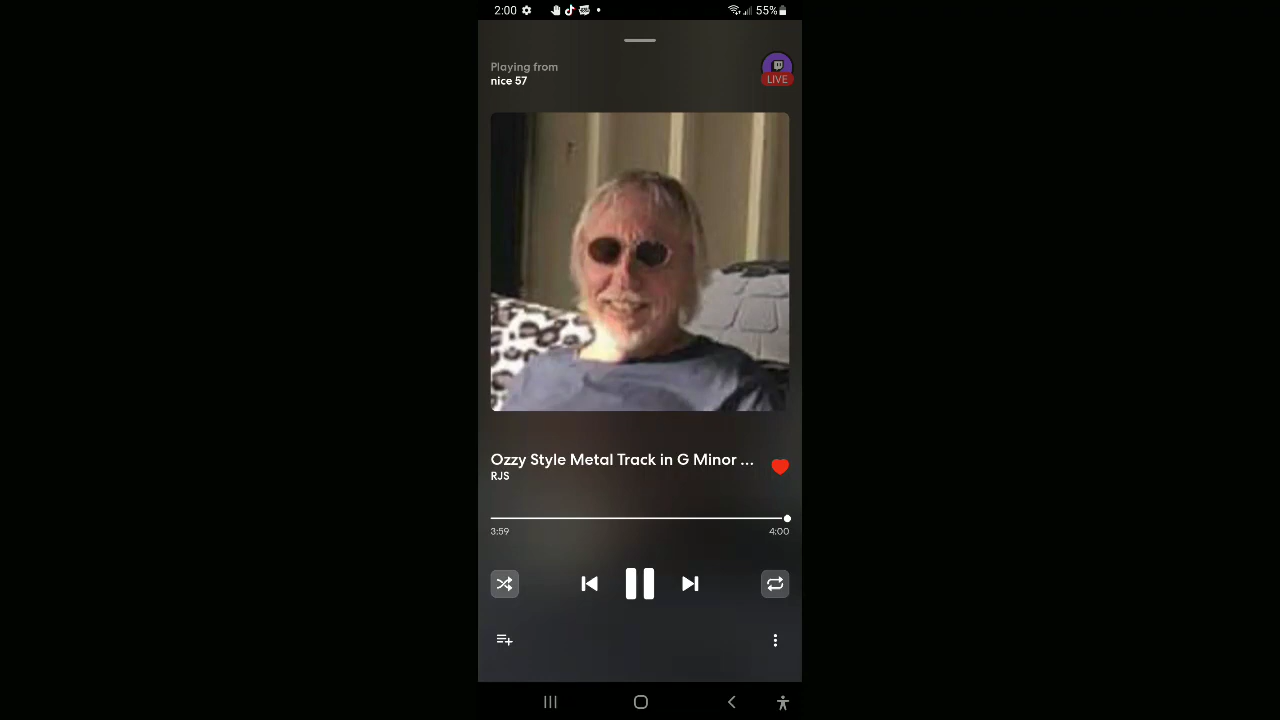 2:00
55%
Playing from
nice 57
LIVE
Ozzy Style Metal Track in G Minor ...
RJS
3:59
4:00